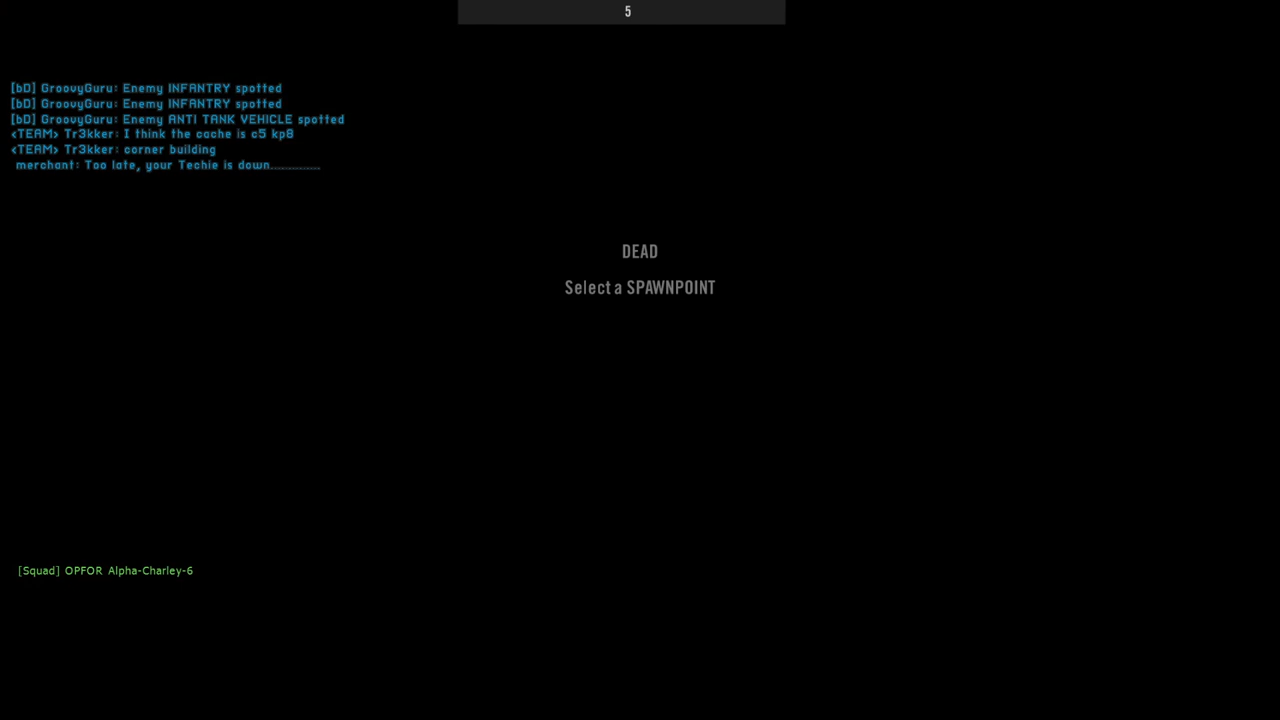 5
[bD] GroovyGuru: Enemy INFANTRY spotted
[bD] GroovyGuru: Enemy INFANTRY spotted
[bD] GroovyGuru: Enemy ANTI TANK VEHICLE spotted
<TEAM> Tr3kker: I think the cache is c5 kp8
<TEAM> Tr3kker: corner building
merchant: Too late, your Techie is down.................
DEAD
Select a SPAWNPOINT
[Squad] OPFOR Alpha-Charley-6